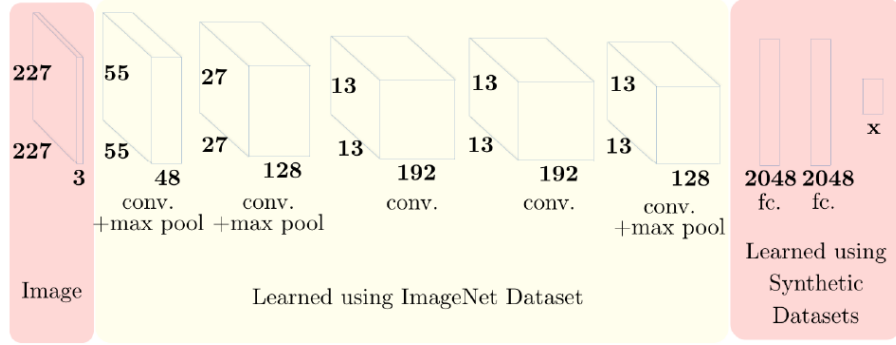 227
227
3
Image
55
55
48
conv.
+max pool
27
27
128
conv.
+max pool
13
13
192
conv.
13
13
192
conv.
13
13
128
conv.
+max pool
Learned using ImageNet Dataset
2048
fc.
2048
fc.
x
Learned using
Synthetic
Datasets